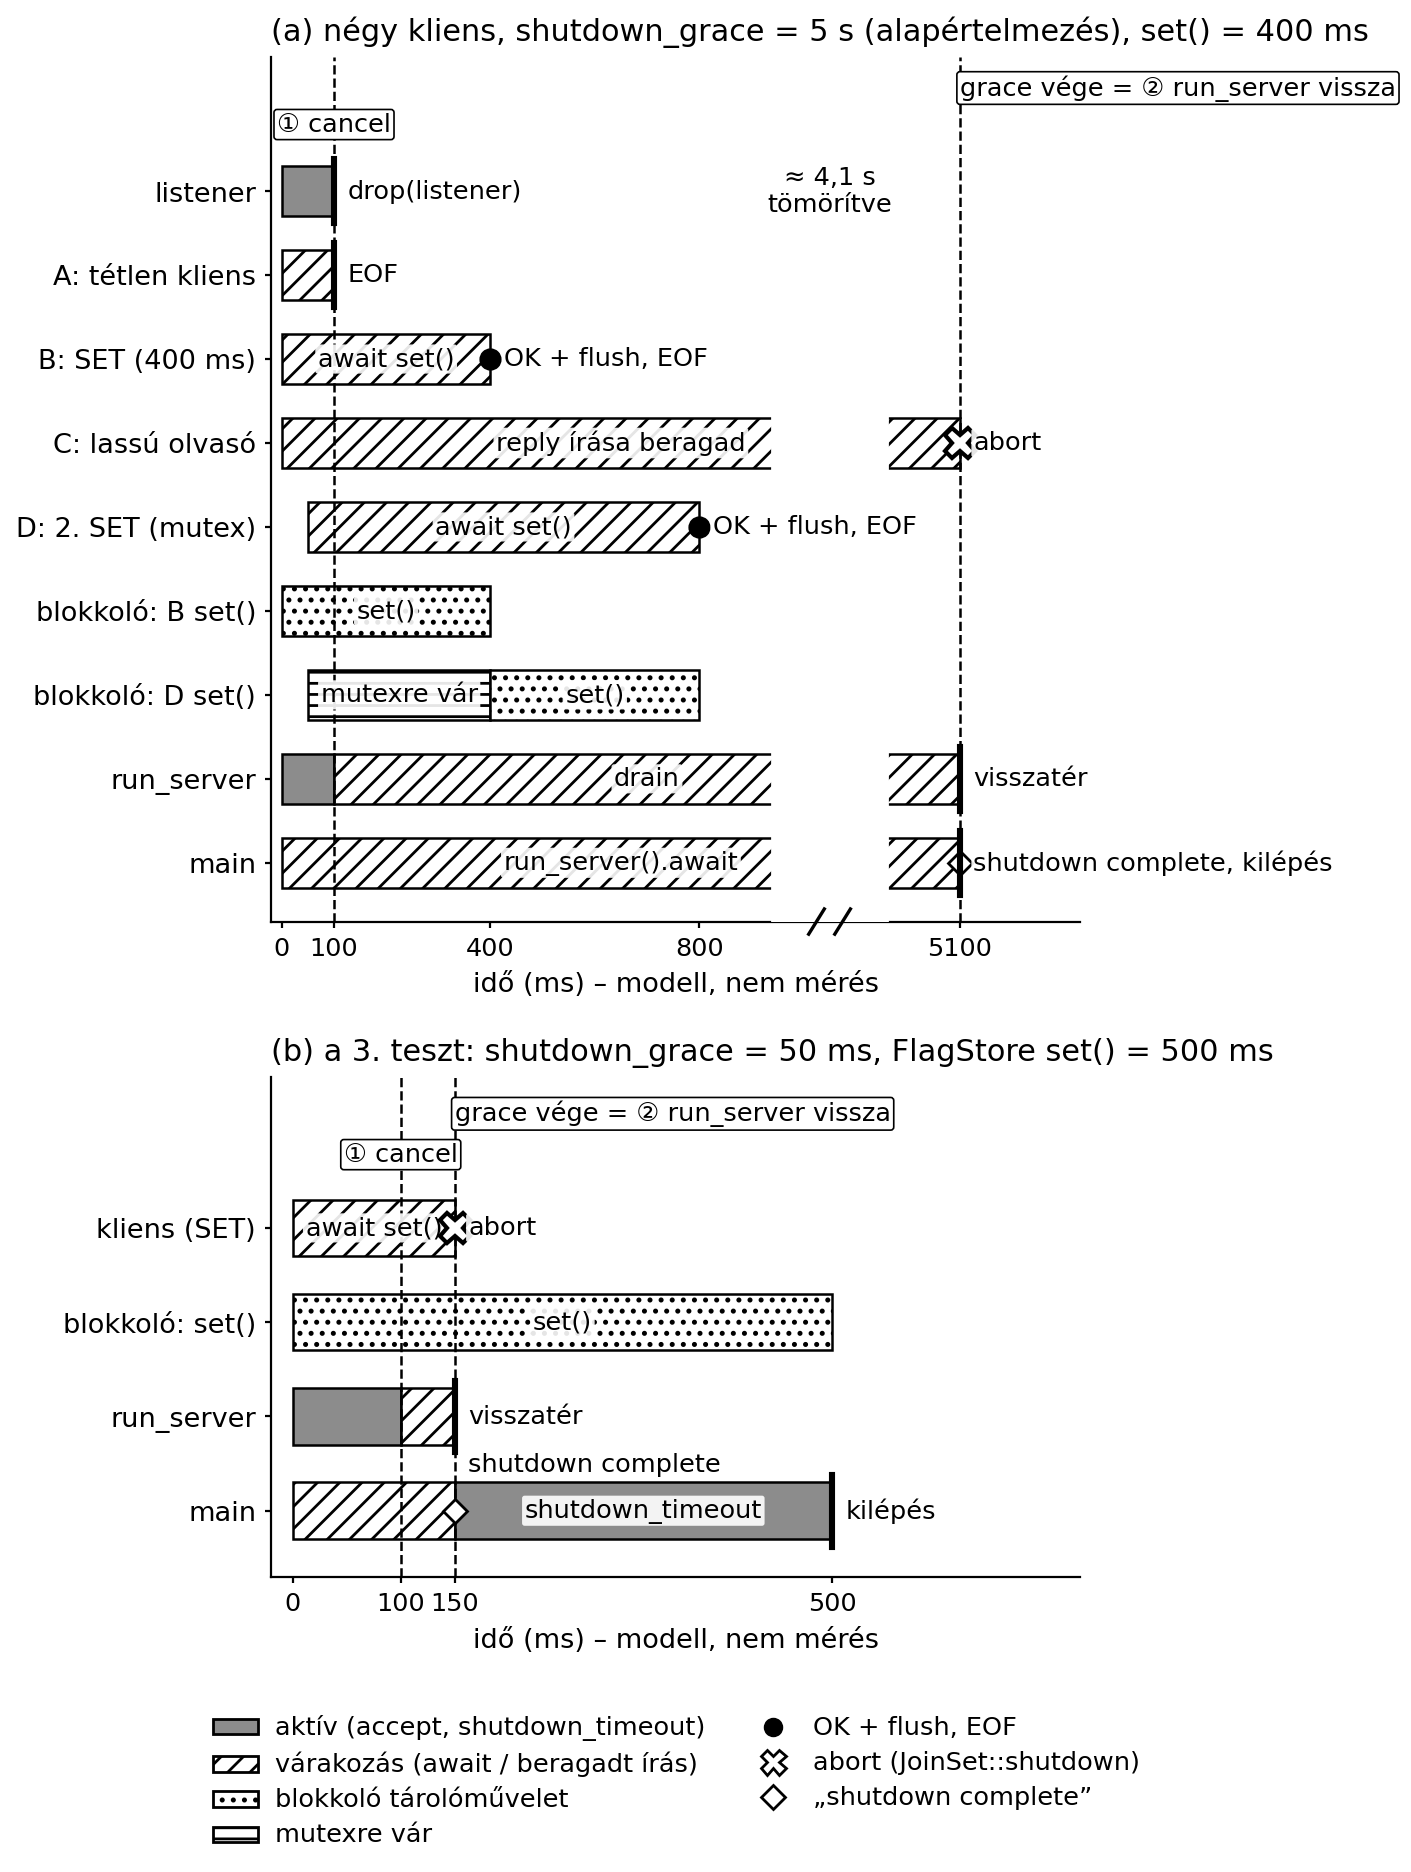 (a) négy kliens, shutdown_grace = 5 s (alapértelmezés), set() = 400 ms
grace vége = ② run_server vissza
① cancel
listener
drop(listener)
≈ 4,1 s
tömörítve
A: tétlen kliens
EOF
B: SET (400 ms)
await set()
OK + flush, EOF
C: lassú olvasó
reply írása beragad
abort
D: 2. SET (mutex)
await set()
OK + flush, EOF
blokkoló: B set()
set()
blokkoló: D set()
mutexre vár
set()
run_server
drain
visszatér
main
run_server().await
shutdown complete, kilépés
0 100 400 800 5100
idő (ms) – modell, nem mérés
(b) a 3. teszt: shutdown_grace = 50 ms, FlagStore set() = 500 ms
grace vége = ② run_server vissza
① cancel
kliens (SET)
await set()
abort
blokkoló: set()
set()
run_server
visszatér
shutdown complete
main
shutdown_timeout
kilépés
0 100 150 500
idő (ms) – modell, nem mérés
aktív (accept, shutdown_timeout)
várakozás (await / beragadt írás)
blokkoló tárolóművelet
mutexre vár
OK + flush, EOF
abort (JoinSet::shutdown)
„shutdown complete”